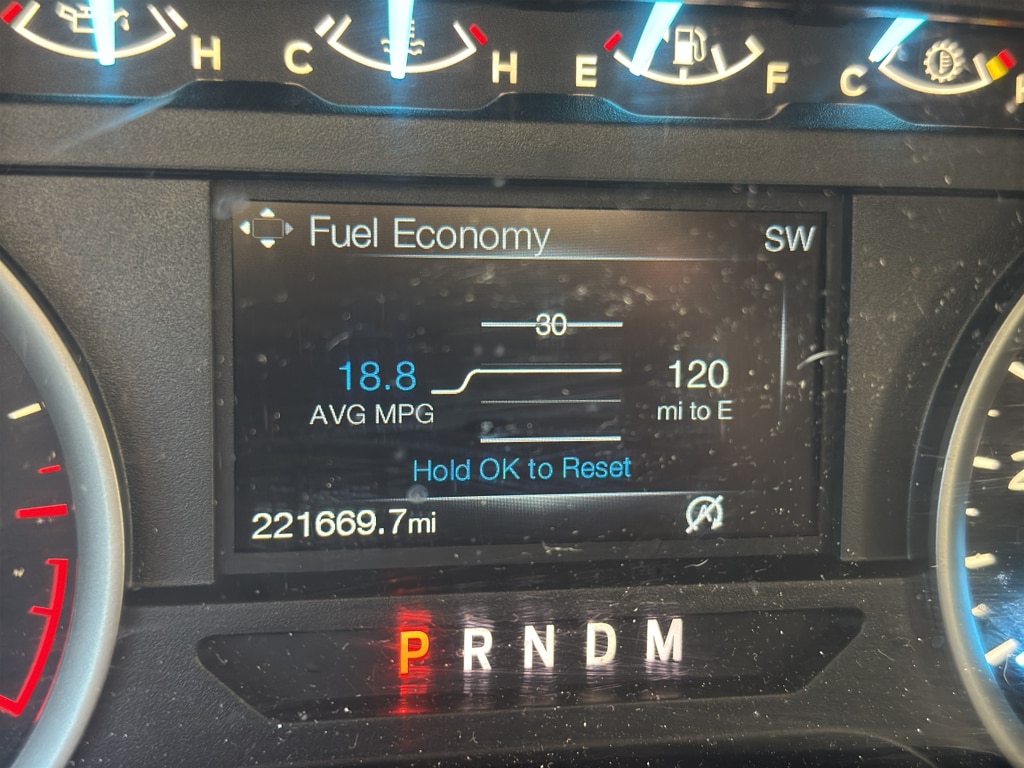 H C H E F C
Fuel Economy SW
30
18.8 120
AVG MPG mi to E
Hold OK to Reset
221669.7mi A
P R N D M